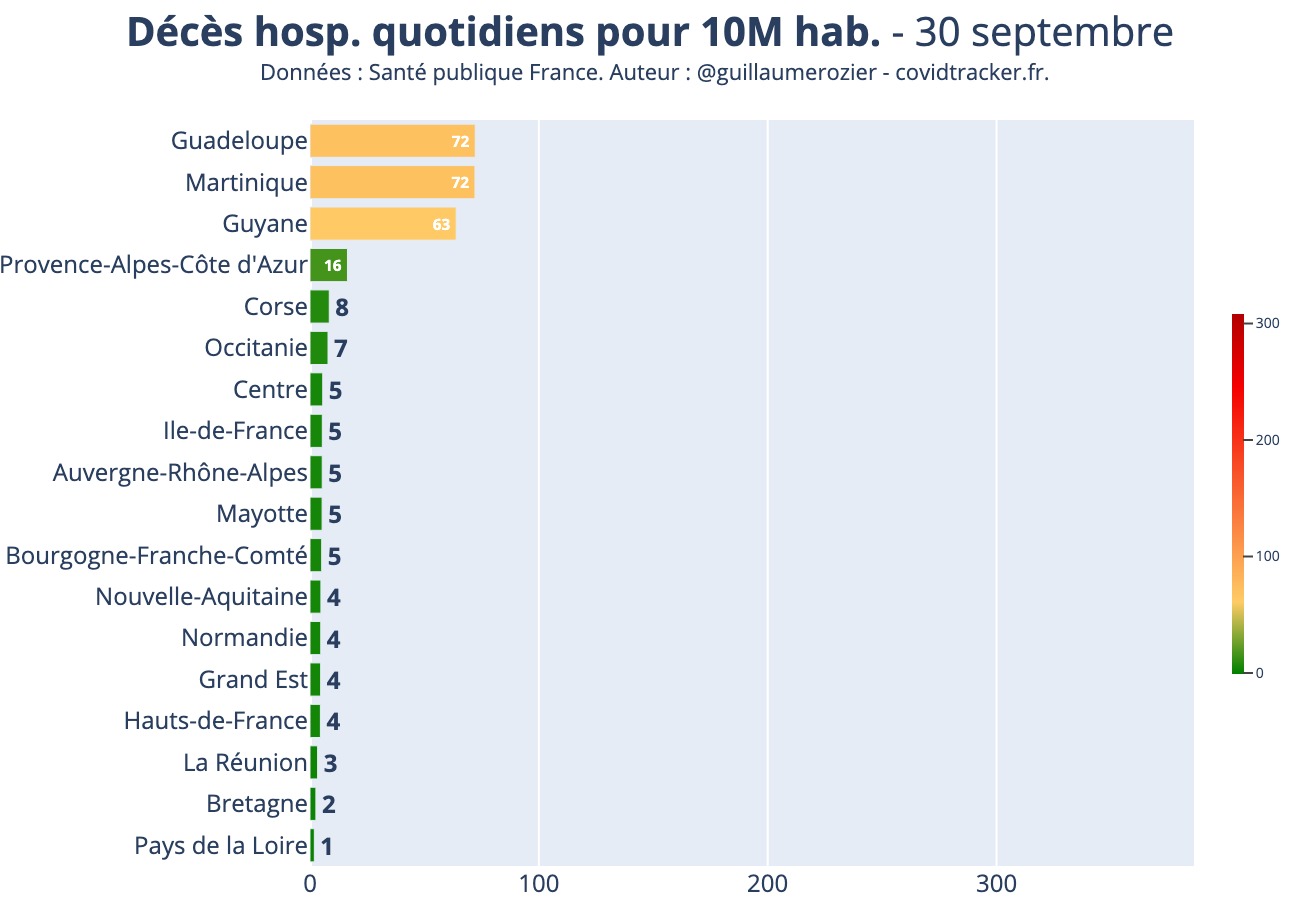 Décès hosp. quotidiens pour 10M hab. - 30 septembre
Données : Santé publique France. Auteur : @guillaumerozier - covidtracker.fr.
Guadeloupe 72
Martinique 72
Guyane 63
Provence-Alpes-Côte d'Azur 16
Corse 8
Occitanie 7
Centre 5
Ile-de-France 5
Auvergne-Rhône-Alpes 5
Mayotte 5
Bourgogne-Franche-Comté 5
Nouvelle-Aquitaine 4
Normandie 4
Grand Est 4
Hauts-de-France 4
La Réunion 3
Bretagne 2
Pays de la Loire 1
0 100 200 300
300
200
100
0